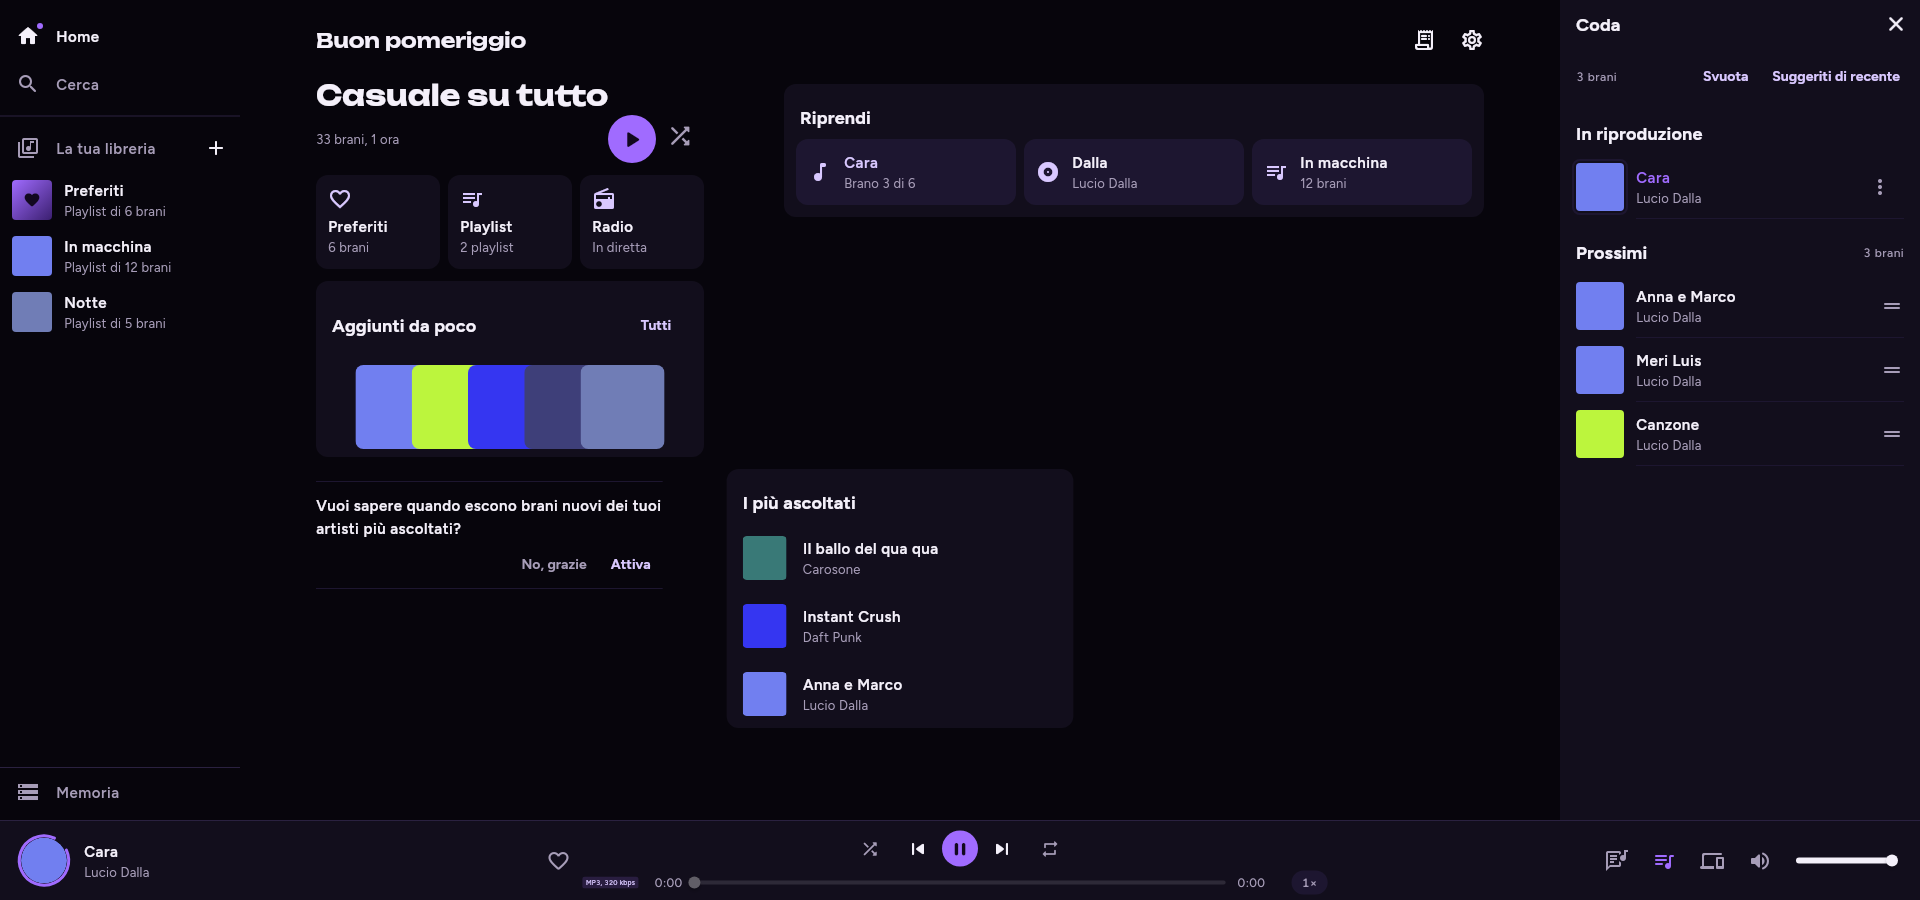 Home
Cerca
La tua libreria
Preferiti
Playlist di 6 brani
In macchina
Playlist di 12 brani
Notte
Playlist di 5 brani
Memoria
Buon pomeriggio
Casuale su tutto
33 brani, 1 ora
Preferiti
6 brani
Playlist
2 playlist
Radio
In diretta
Aggiunti da poco
Tutti
Vuoi sapere quando escono brani nuovi dei tuoi
artisti più ascoltati?
No, grazie
Attiva
Riprendi
Cara
Brano 3 di 6
Dalla
Lucio Dalla
In macchina
12 brani
I più ascoltati
Il ballo del qua qua
Carosone
Instant Crush
Daft Punk
Anna e Marco
Lucio Dalla
Coda
3 brani
Svuota
Suggeriti di recente
In riproduzione
Cara
Lucio Dalla
Prossimi
3 brani
Anna e Marco
Lucio Dalla
Meri Luis
Lucio Dalla
Canzone
Lucio Dalla
Cara
Lucio Dalla
MP3, 320 kbps
0:00
0:00
1×